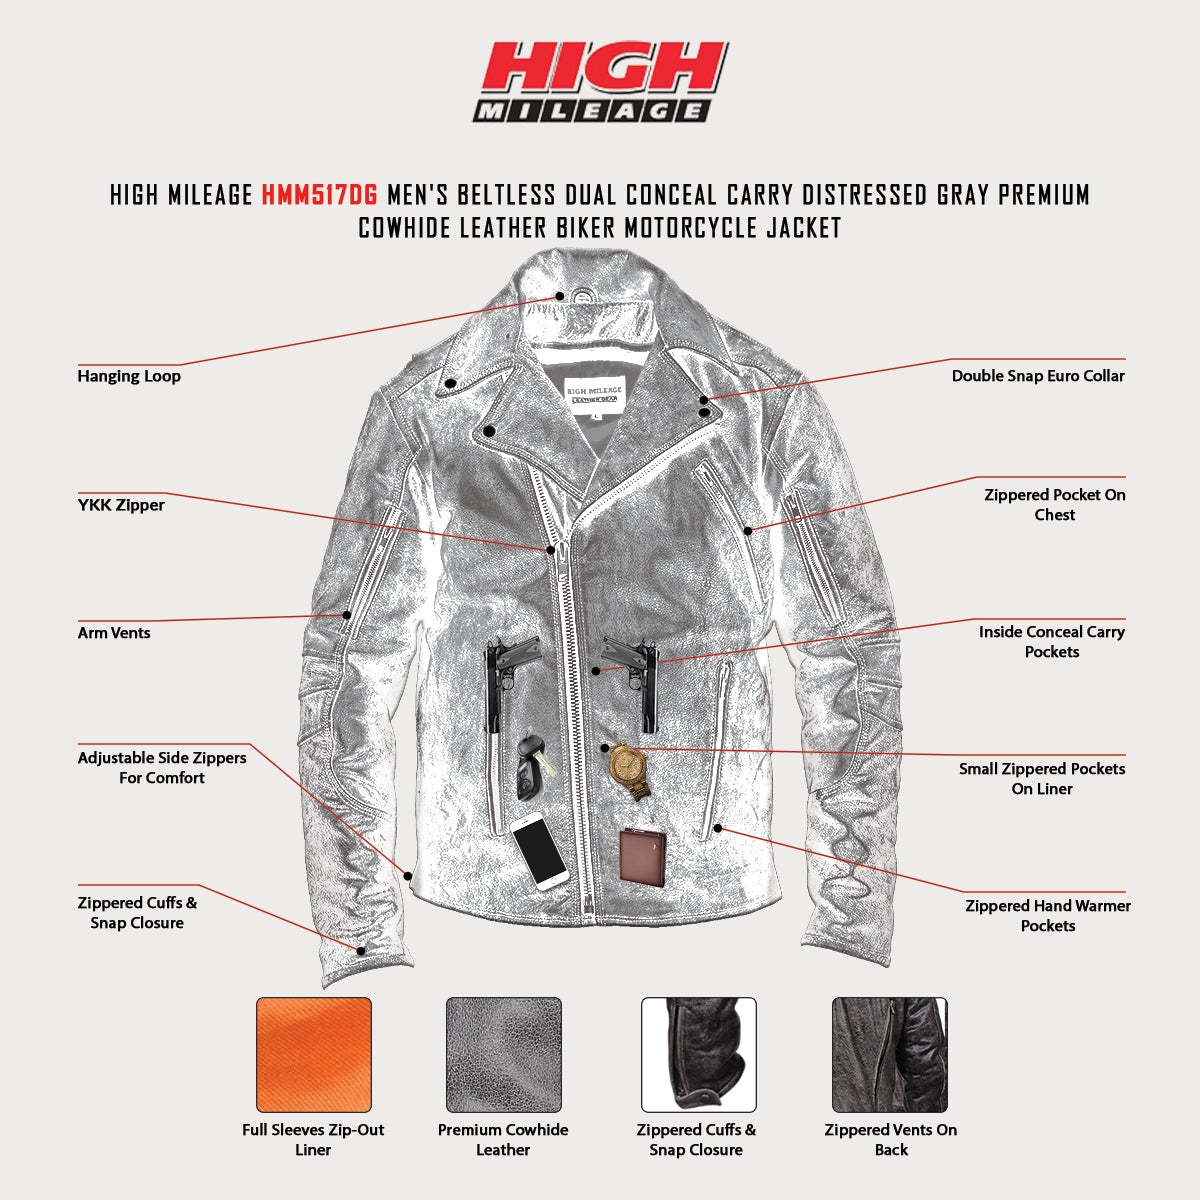 HIGH
MILEAGE
HIGH MILEAGE HMM517DG MEN'S BELTLESS DUAL CONCEAL CARRY DISTRESSED GRAY PREMIUM
COWHIDE LEATHER BIKER MOTORCYCLE JACKET
Hanging Loop
Double Snap Euro Collar
HIGH MILEAGE
LEATHER GEAR
L
YKK Zipper
Zippered Pocket On
Chest
Arm Vents
Inside Conceal Carry
Pockets
Adjustable Side Zippers
For Comfort
Small Zippered Pockets
On Liner
Zippered Cuffs &
Snap Closure
Zippered Hand Warmer
Pockets
Full Sleeves Zip-Out
Liner
Premium Cowhide
Leather
Zippered Cuffs &
Snap Closure
Zippered Vents On
Back